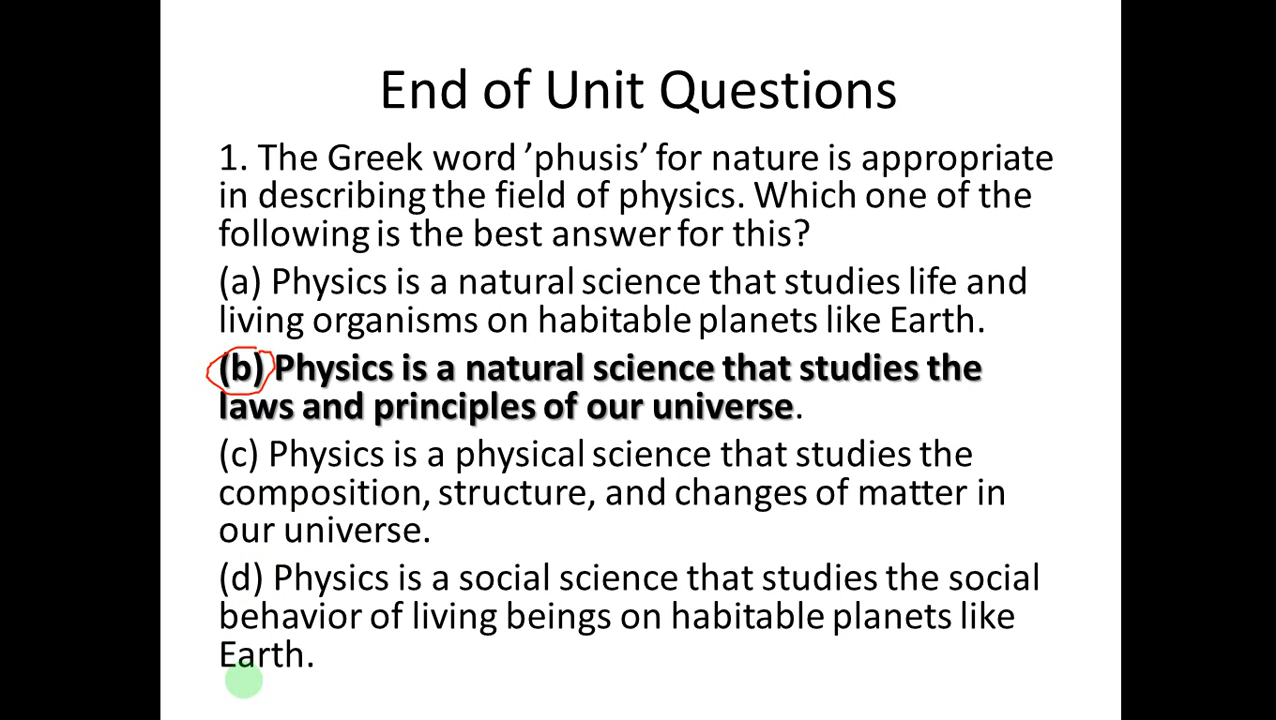 End of Unit Questions
1. The Greek word ’phusis’ for nature is appropriate
in describing the field of physics. Which one of the
following is the best answer for this?
(a) Physics is a natural science that studies life and
living organisms on habitable planets like Earth.
(b) Physics is a natural science that studies the
laws and principles of our universe.
(c) Physics is a physical science that studies the
composition, structure, and changes of matter in
our universe.
(d) Physics is a social science that studies the social
behavior of living beings on habitable planets like
Earth.